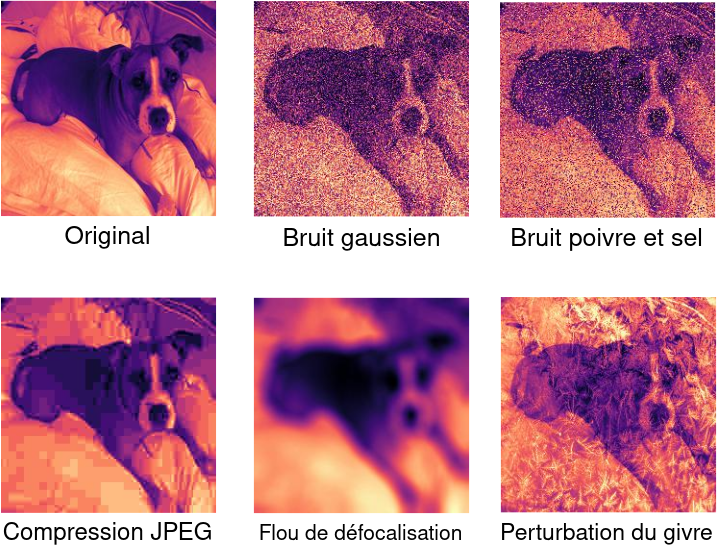 Original
Bruit gaussien
Bruit poivre et sel
Compression JPEG
Flou de défocalisation
Perturbation du givre